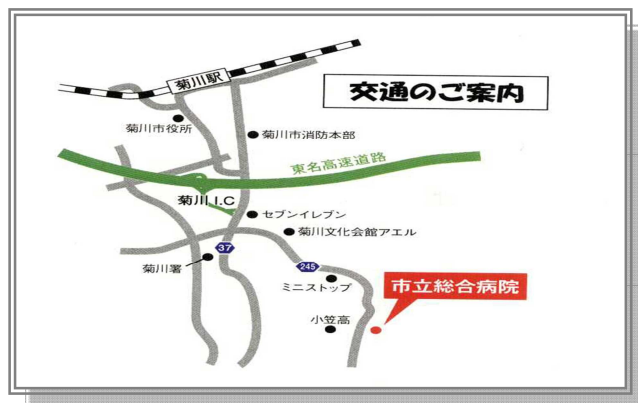 交通のご案内
菊川駅
菊川市役所
菊川市消防本部
東名高速道路
菊川I.C
セブンイレブン
菊川文化会館アエル
37
菊川署
245
ミニストップ
市立総合病院
小笠高